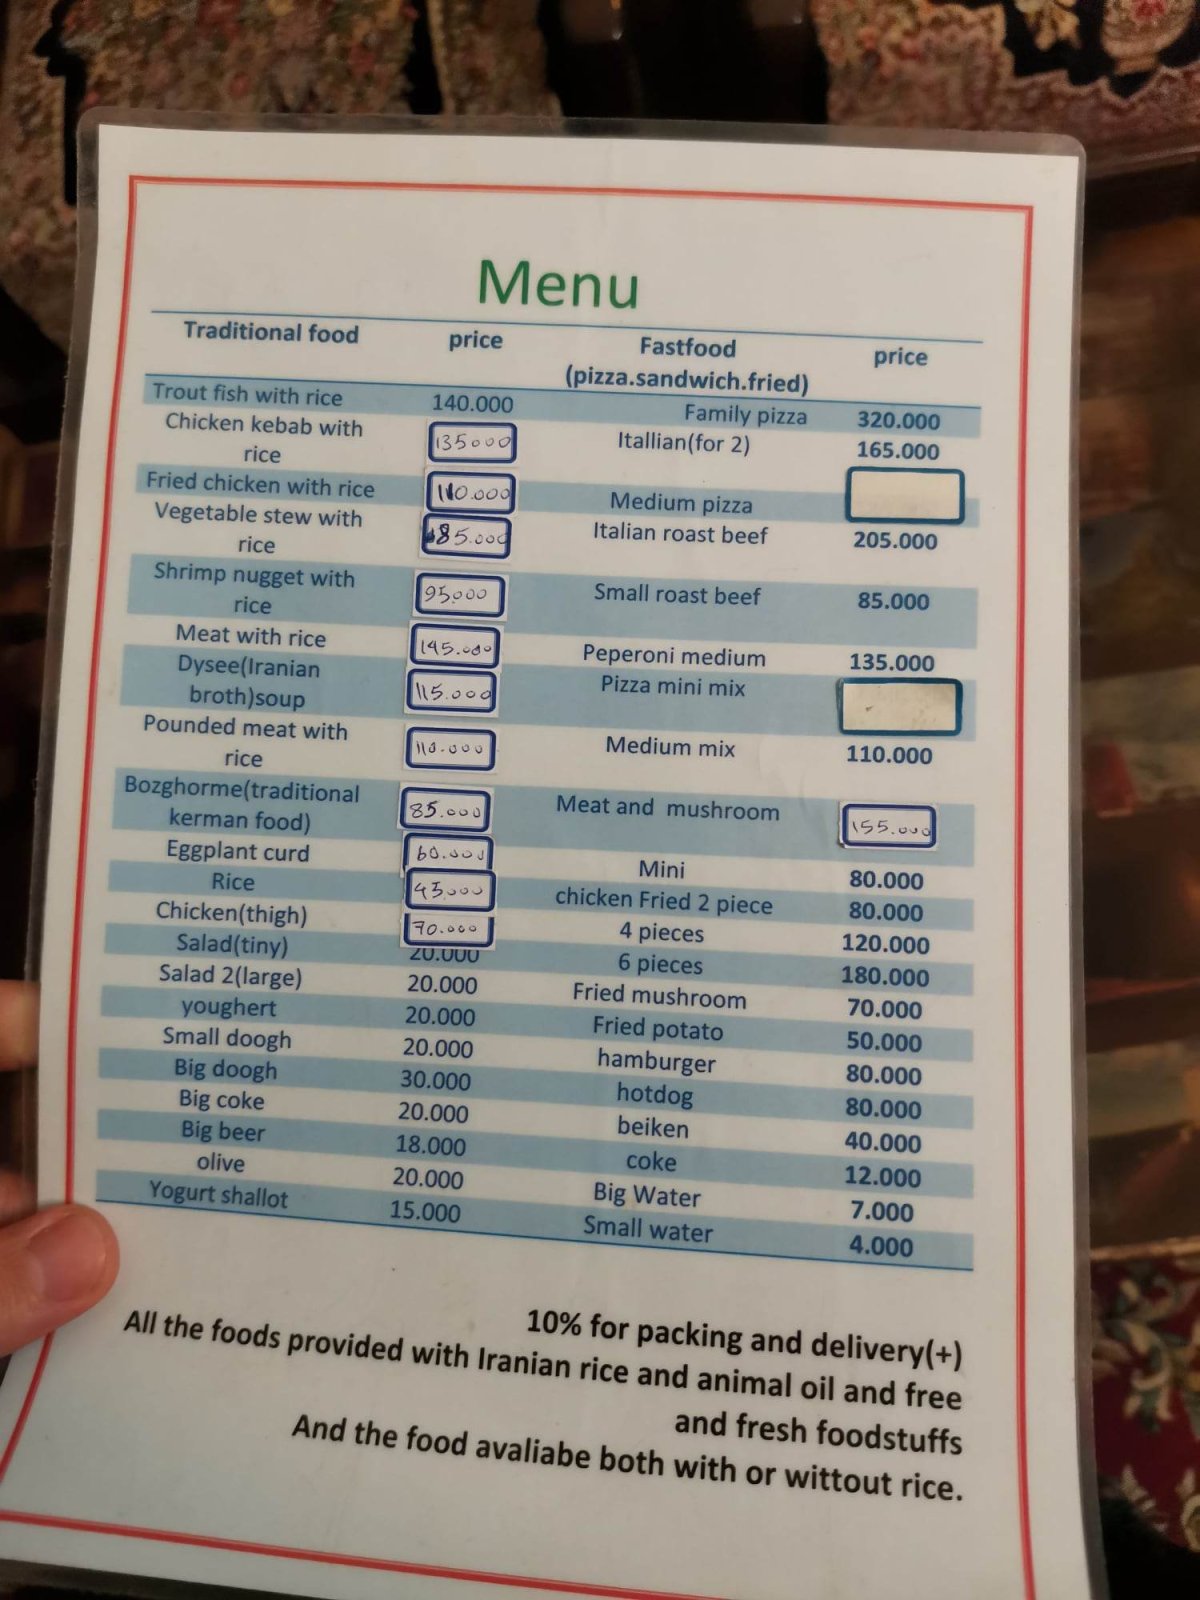 Menu
Traditional food price Fastfood price
(pizza.sandwich.fried)
Trout fish with rice 140.000 Family pizza 320.000
Chicken kebab with 135000 Itallian(for 2) 165.000
rice
Fried chicken with rice 110.000 Medium pizza
Vegetable stew with 85.000 Italian roast beef 205.000
rice
Shrimp nugget with 95000 Small roast beef 85.000
rice
Meat with rice 145.000 Peperoni medium 135.000
Dysee(Iranian 115.000 Pizza mini mix
broth)soup
Pounded meat with 110.000 Medium mix 110.000
rice
Bozghorme(traditional 85.000 Meat and mushroom 155.000
kerman food)
Eggplant curd 60.000 Mini 80.000
Rice 45000 chicken Fried 2 piece 80.000
Chicken(thigh) 70.000 4 pieces 120.000
Salad(tiny) 20.000 6 pieces 180.000
Salad 2(large) 20.000 Fried mushroom 70.000
youghert 20.000 Fried potato 50.000
Small doogh 20.000 hamburger 80.000
Big doogh 30.000 hotdog 80.000
Big coke 20.000 beiken 40.000
Big beer 18.000 coke 12.000
olive 20.000 Big Water 7.000
Yogurt shallot 15.000 Small water 4.000
10% for packing and delivery(+)
All the foods provided with Iranian rice and animal oil and free
and fresh foodstuffs
And the food avaliabe both with or wittout rice.